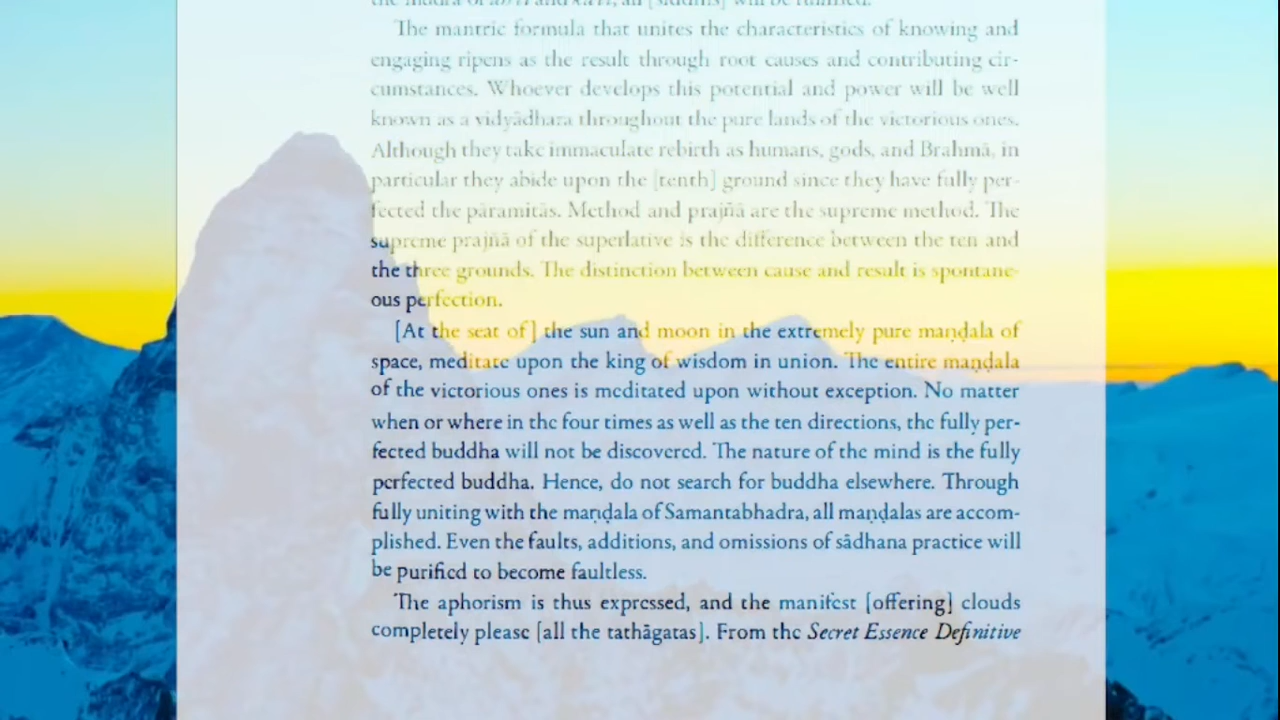 the mudrā of and all [siddhis] will be fulfilled.
The mantric formula that unites the characteristics of knowing and
engaging ripens as the result through root causes and contributing cir-
cumstances. Whoever develops this potential and power will be well
known as a vidyādhara throughout the pure lands of the victorious ones.
Although they take immaculate rebirth as humans, gods, and Brahmā, in
particular they abide upon the [tenth] ground since they have fully per-
fected the pāramitās. Method and prajñā are the supreme method. The
supreme prajñā of the superlative is the difference between the ten and
the three grounds. The distinction between cause and result is spontane-
ous perfection.
[At the seat of] the sun and moon in the extremely pure maṇḍala of
space, meditate upon the king of wisdom in union. The entire maṇḍala
of the victorious ones is meditated upon without exception. No matter
when or where in the four times as well as the ten directions, the fully per-
fected buddha will not be discovered. The nature of the mind is the fully
perfected buddha. Hence, do not search for buddha elsewhere. Through
fully uniting with the maṇḍala of Samantabhadra, all maṇḍalas are accom-
plished. Even the faults, additions, and omissions of sādhana practice will
be purified to become faultless.
The aphorism is thus expressed, and the manifest [offering] clouds
completely please [all the tathāgatas]. From the Secret Essence Definitive